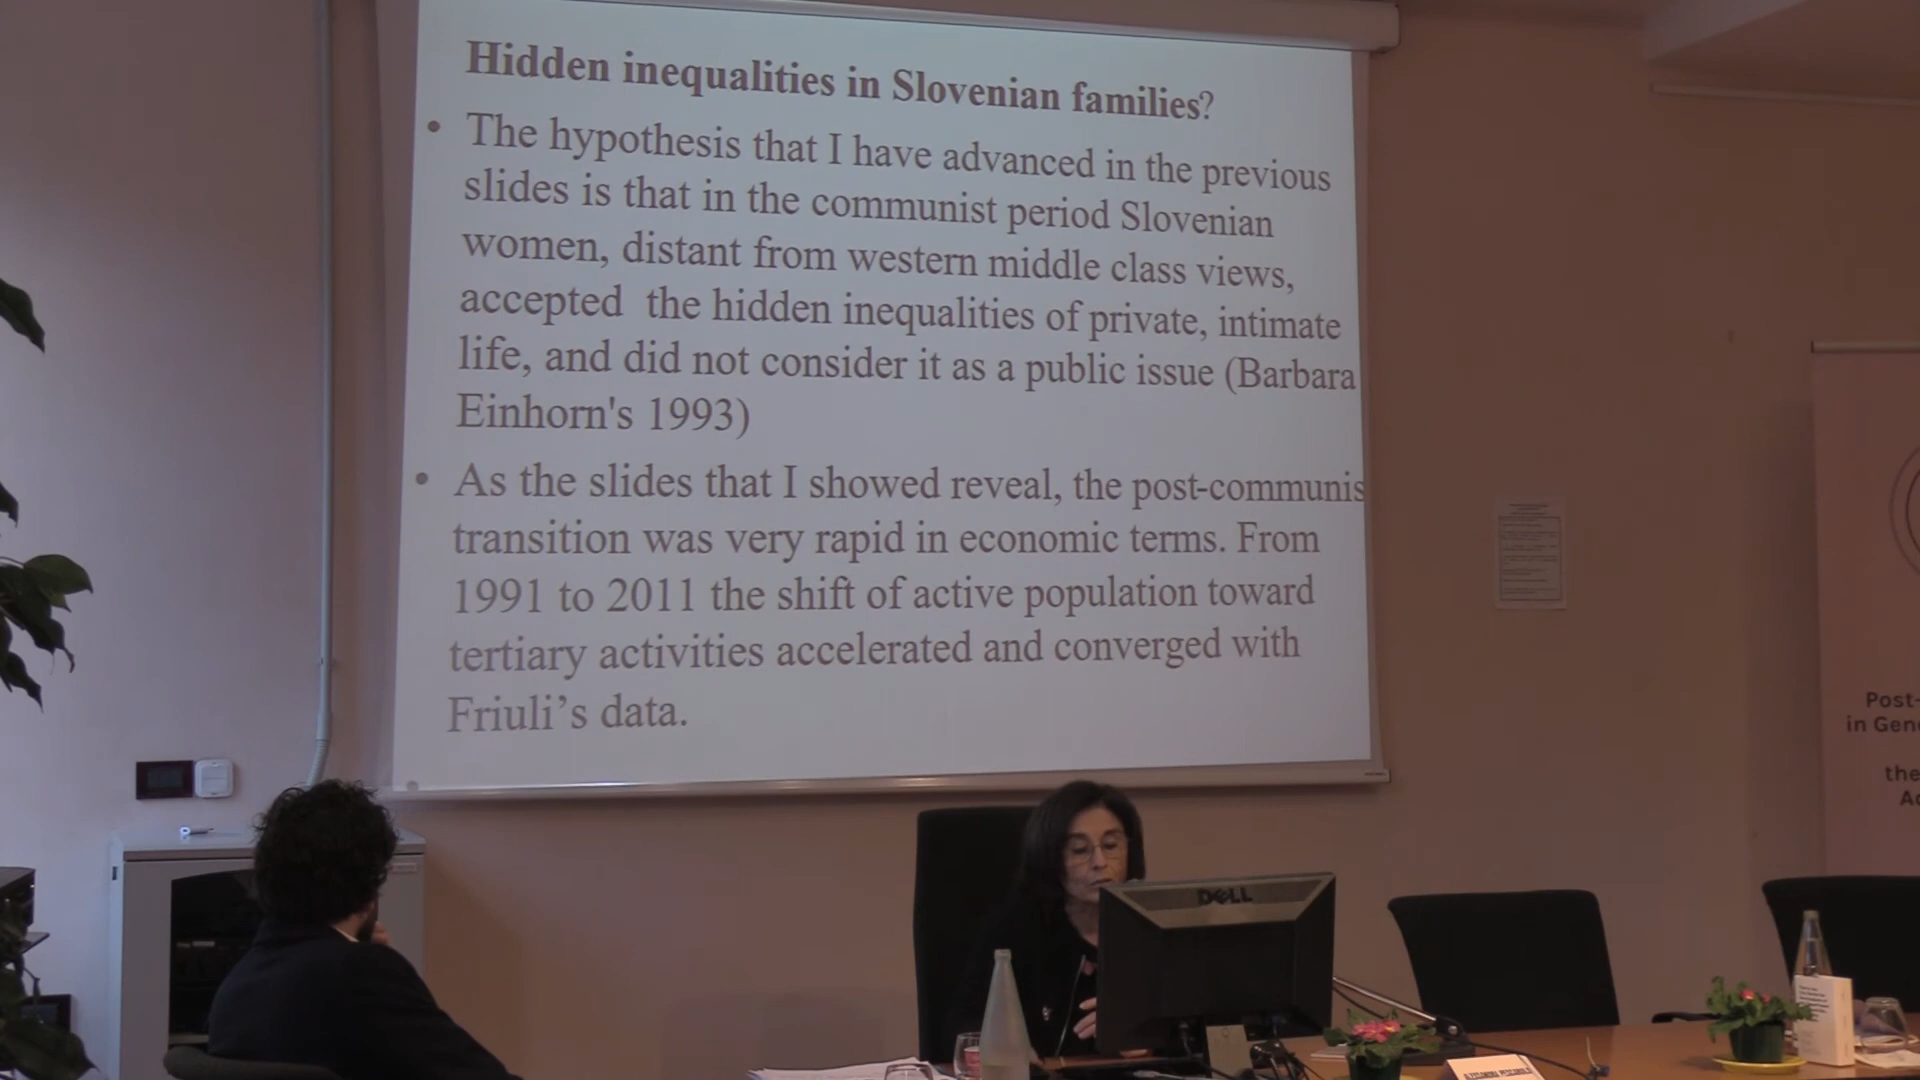 Hidden inequalities in Slovenian families?
• The hypothesis that I have advanced in the previous
slides is that in the communist period Slovenian
women, distant from western middle class views,
accepted the hidden inequalities of private, intimate
life, and did not consider it as a public issue (Barbara
Einhorn's 1993)
• As the slides that I showed reveal, the post-communis
transition was very rapid in economic terms. From
1991 to 2011 the shift of active population toward
tertiary activities accelerated and converged with
Friuli’s data.
Post-
in Gen
the
DELL